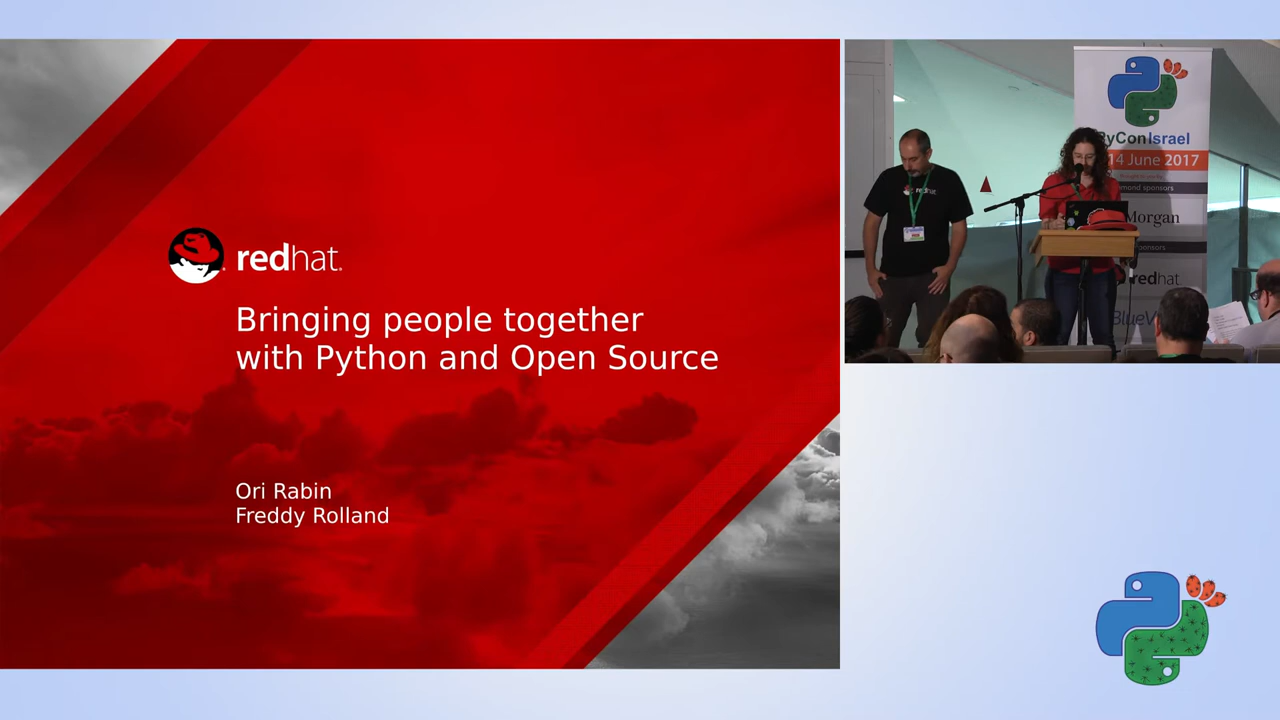 redhat.
Bringing people together
with Python and Open Source
Ori Rabin
Freddy Rolland
redhat
PyConIsrael
14 June 2017
Morgan
redhat